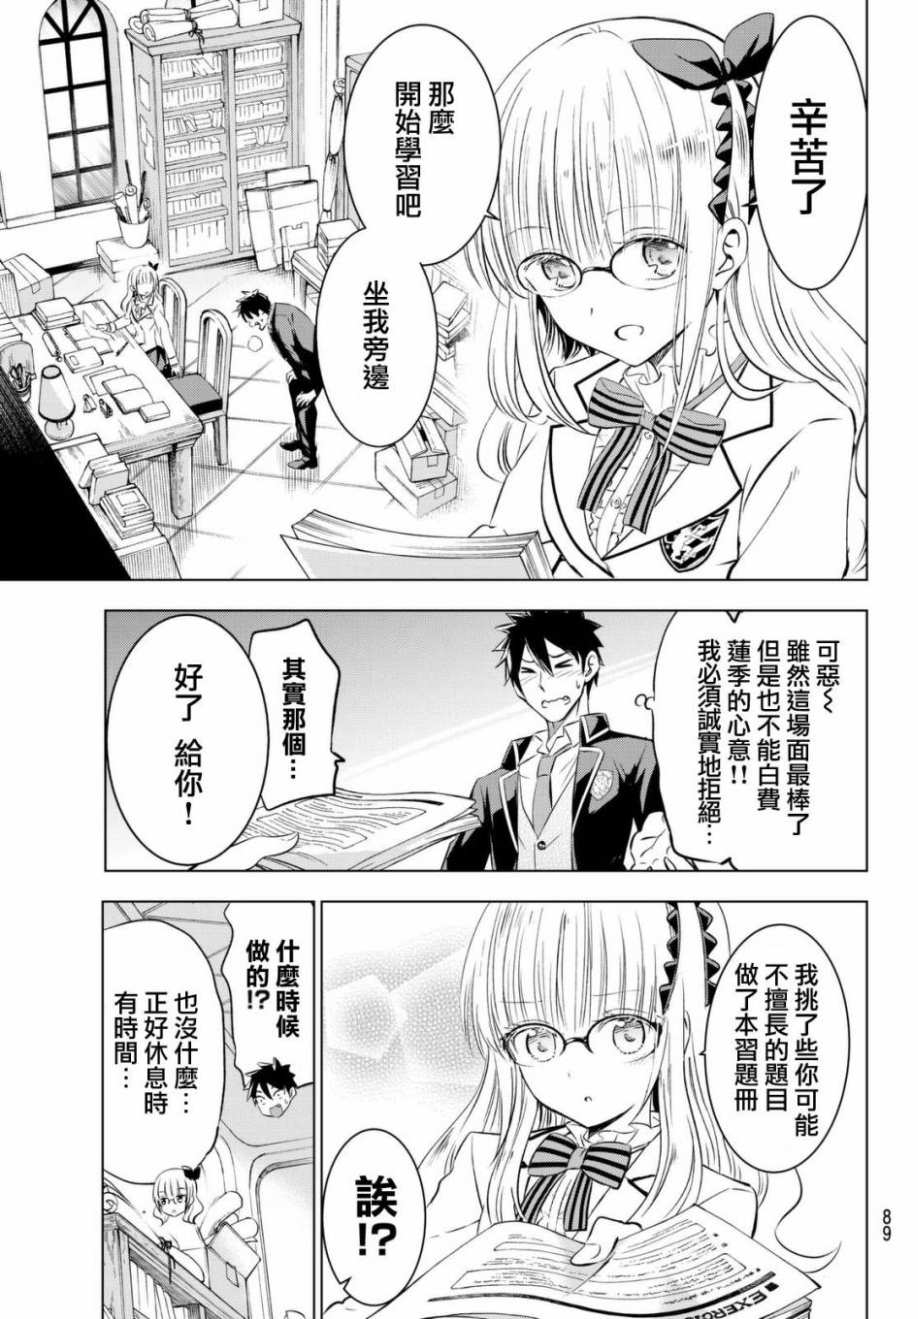 辛苦了
那麼
開始學習吧
坐我旁邊
可惡~
雖然這場面最棒了
但是也不能白費
蓮季的心意!!
我必須誠實地拒絕…
其實那個…
好了 給你！
我挑了些你可能
不擅長的題目
做了本習題冊
誒!?
什麼時候
做的!?
也沒什麼…
正好休息時
有時間…
89